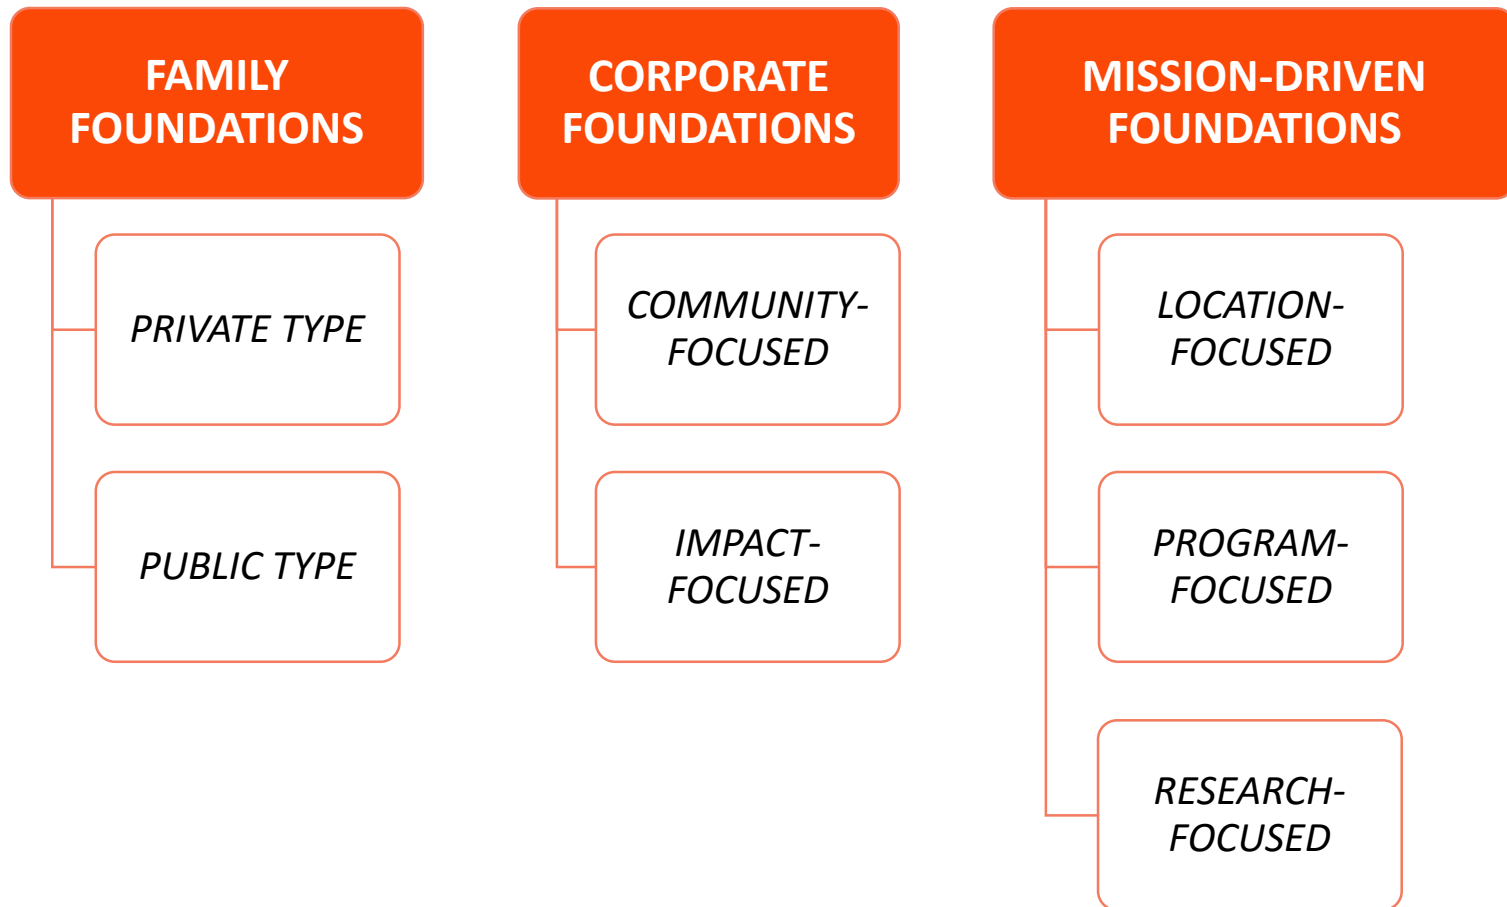 FAMILY
FOUNDATIONS
PRIVATE TYPE
PUBLIC TYPE
CORPORATE
FOUNDATIONS
COMMUNITY-
FOCUSED
IMPACT-
FOCUSED
MISSION-DRIVEN
FOUNDATIONS
LOCATION-
FOCUSED
PROGRAM-
FOCUSED
RESEARCH-
FOCUSED